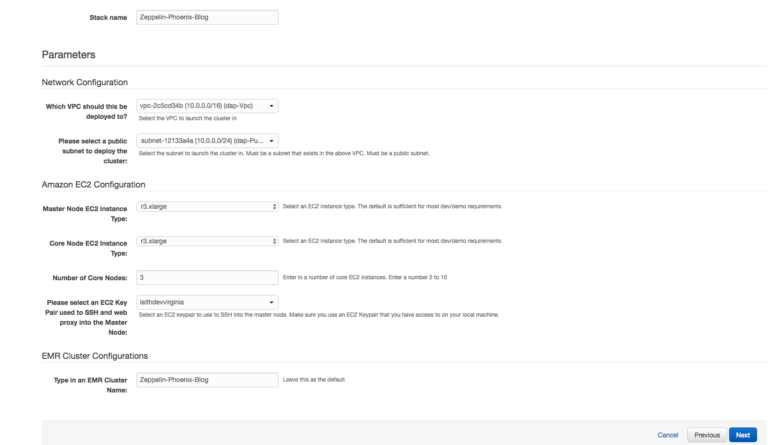 Stack name
Zeppelin-Phoenix-Blog
Parameters
Network Configuration
Which VPC should this be
deployed to?
vpc-2c5cd34b (10.0.0.0/16) (dap-Vpc)
Select the VPC to launch the cluster in
Please select a public
subnet to deploy the
cluster:
subnet-12133a4a (10.0.0.0/24) (dap-Pu...
Select the subnet to launch the cluster in. Must be a subnet that exists in the above VPC. Must be a public subnet.
Amazon EC2 Configuration
Master Node EC2 Instance
Type:
r3.xlarge
Select an EC2 instance type. The default is sufficient for most dev/demo requirements
Core Node EC2 Instance
Type:
r3.xlarge
Select an EC2 instance type. The default is sufficient for most dev/demo requirements
Number of Core Nodes:
3
Enter in a number of core EC2 instances. Enter a number 2 to 10
Please select an EC2 Key
Pair used to SSH and web
proxy into the Master
Node:
laithdevvirginia
Select an EC2 keypair to use to SSH into the master node. Make sure you use an EC2 Keypair that you have access to on your local machine.
EMR Cluster Configurations
Type in an EMR Cluster
Name:
Zeppelin-Phoenix-Blog
Leave this as the default
Cancel
Previous
Next